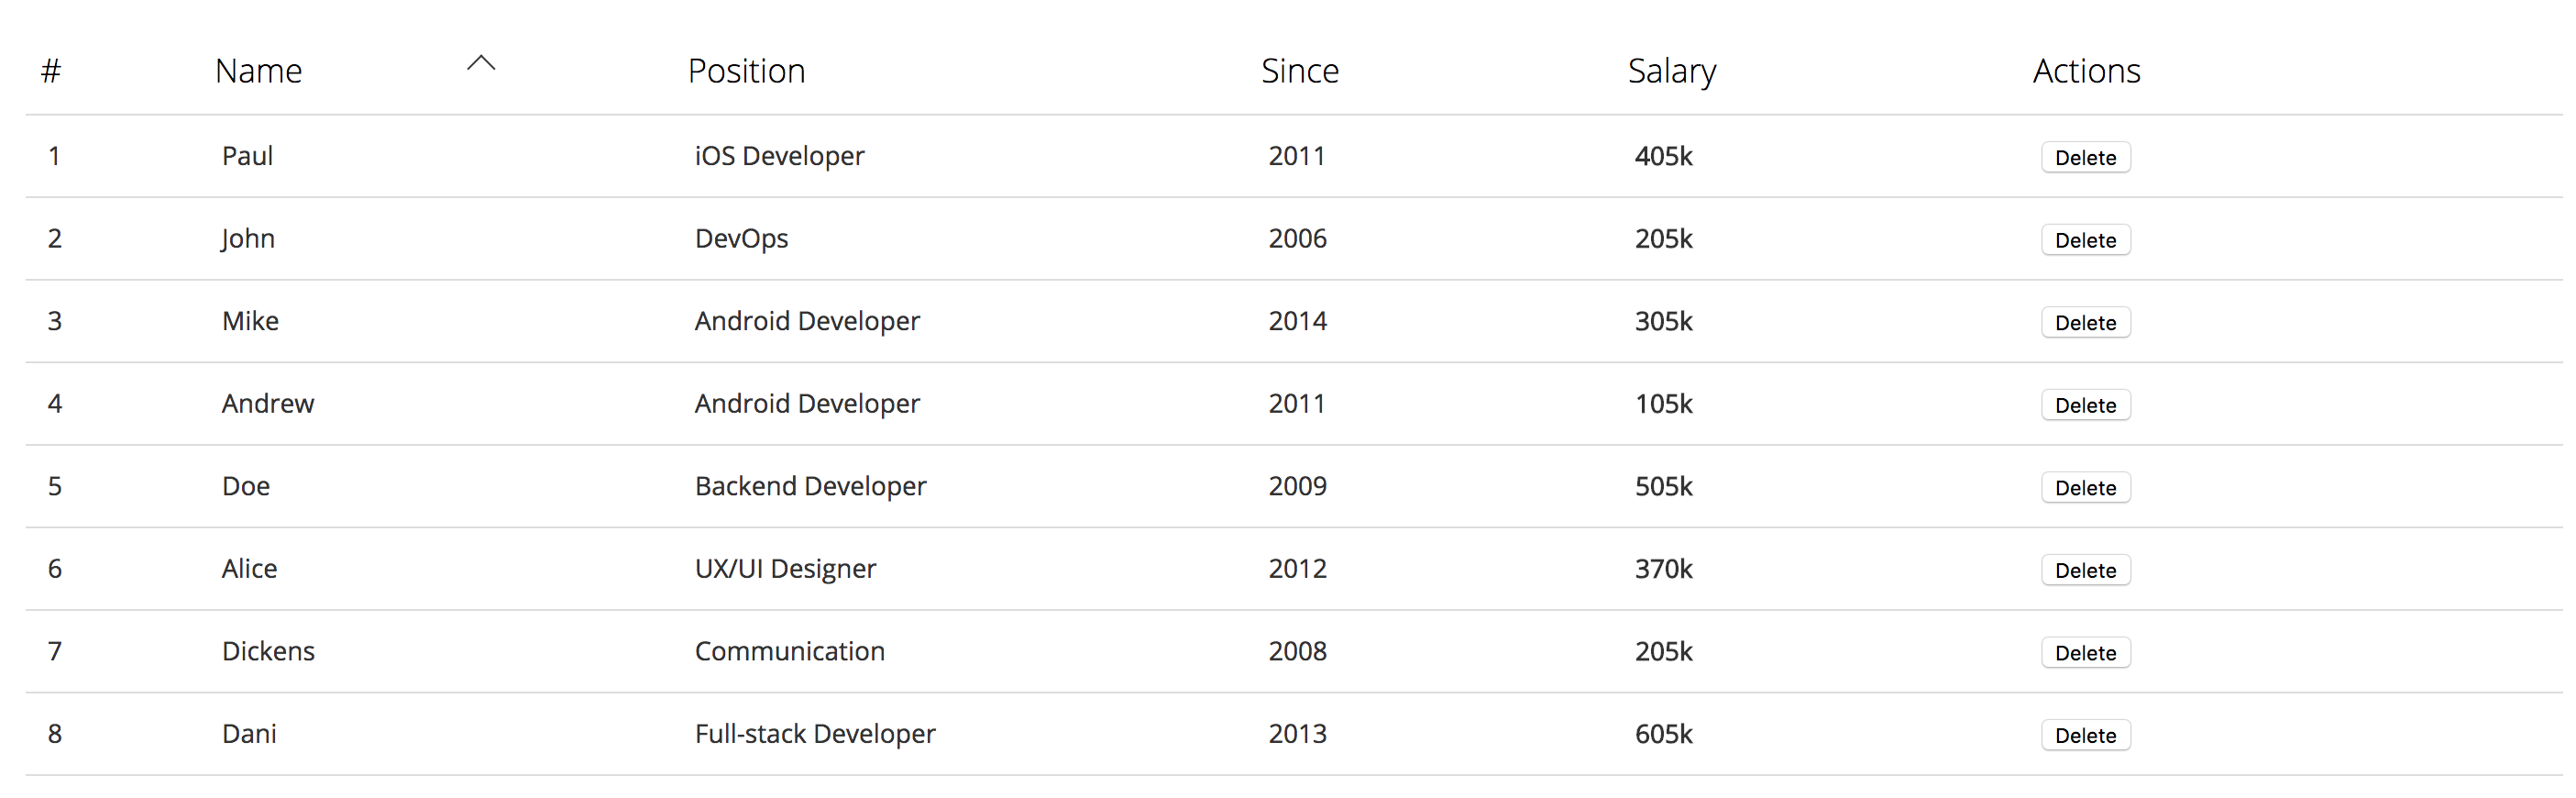 # Name Position Since Salary Actions
1 Paul iOS Developer 2011 405k Delete
2 John DevOps 2006 205k Delete
3 Mike Android Developer 2014 305k Delete
4 Andrew Android Developer 2011 105k Delete
5 Doe Backend Developer 2009 505k Delete
6 Alice UX/UI Designer 2012 370k Delete
7 Dickens Communication 2008 205k Delete
8 Dani Full-stack Developer 2013 605k Delete